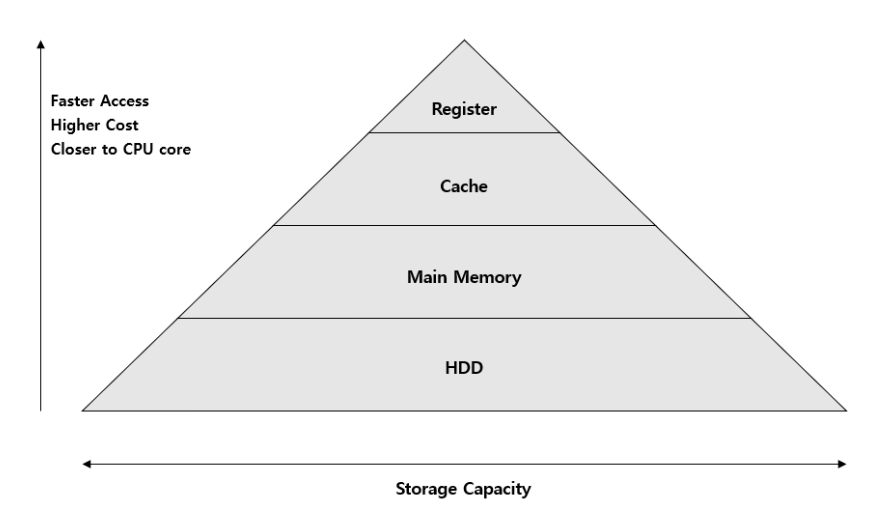 Faster Access
Higher Cost
Closer to CPU core
Register
Cache
Main Memory
HDD
Storage Capacity